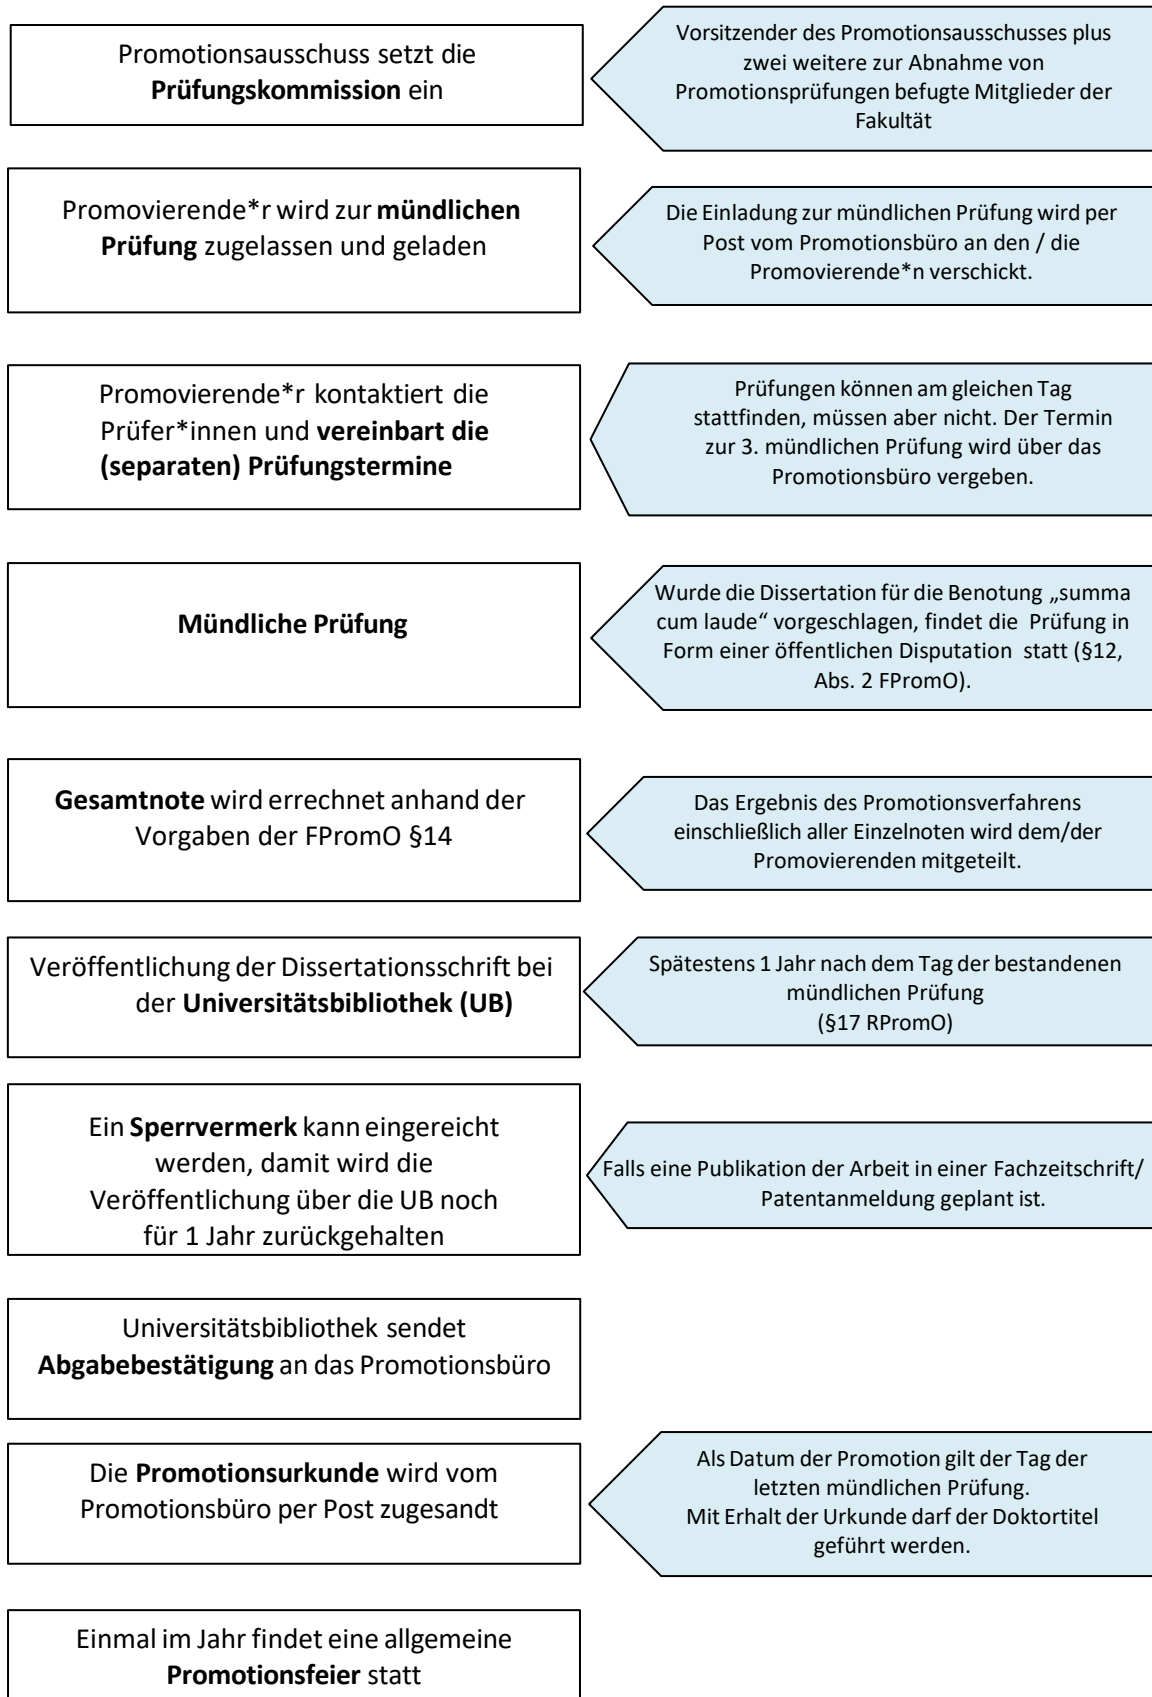 Promotionsausschuss setzt die
Prüfungskommission ein
Vorsitzender des Promotionsausschusses plus
zwei weitere zur Abnahme von
Promotionsprüfungen befugte Mitglieder der
Fakultät
Promovierende*r wird zur mündlichen
Prüfung zugelassen und geladen
Die Einladung zur mündlichen Prüfung wird per
Post vom Promotionsbüro an den / die
Promovierende*n verschickt.
Promovierende*r kontaktiert die
Prüfer*innen und vereinbart die
(separaten) Prüfungstermine
Prüfungen können am gleichen Tag
stattfinden, müssen aber nicht. Der Termin
zur 3. mündlichen Prüfung wird über das
Promotionsbüro vergeben.
Mündliche Prüfung
Wurde die Dissertation für die Benotung „summa
cum laude“ vorgeschlagen, findet die Prüfung in
Form einer öffentlichen Disputation statt (§12,
Abs. 2 FPromO).
Gesamtnote wird errechnet anhand der
Vorgaben der FPromO §14
Das Ergebnis des Promotionsverfahrens
einschließlich aller Einzelnoten wird dem/der
Promovierenden mitgeteilt.
Veröffentlichung der Dissertationsschrift bei
der Universitätsbibliothek (UB)
Spätestens 1 Jahr nach dem Tag der bestandenen
mündlichen Prüfung
(§17 RPromO)
Ein Sperrvermerk kann eingereicht
werden, damit wird die
Veröffentlichung über die UB noch
für 1 Jahr zurückgehalten
Falls eine Publikation der Arbeit in einer Fachzeitschrift/
Patentanmeldung geplant ist.
Universitätsbibliothek sendet
Abgabebestätigung an das Promotionsbüro
Die Promotionsurkunde wird vom
Promotionsbüro per Post zugesandt
Als Datum der Promotion gilt der Tag der
letzten mündlichen Prüfung.
Mit Erhalt der Urkunde darf der Doktortitel
geführt werden.
Einmal im Jahr findet eine allgemeine
Promotionsfeier statt